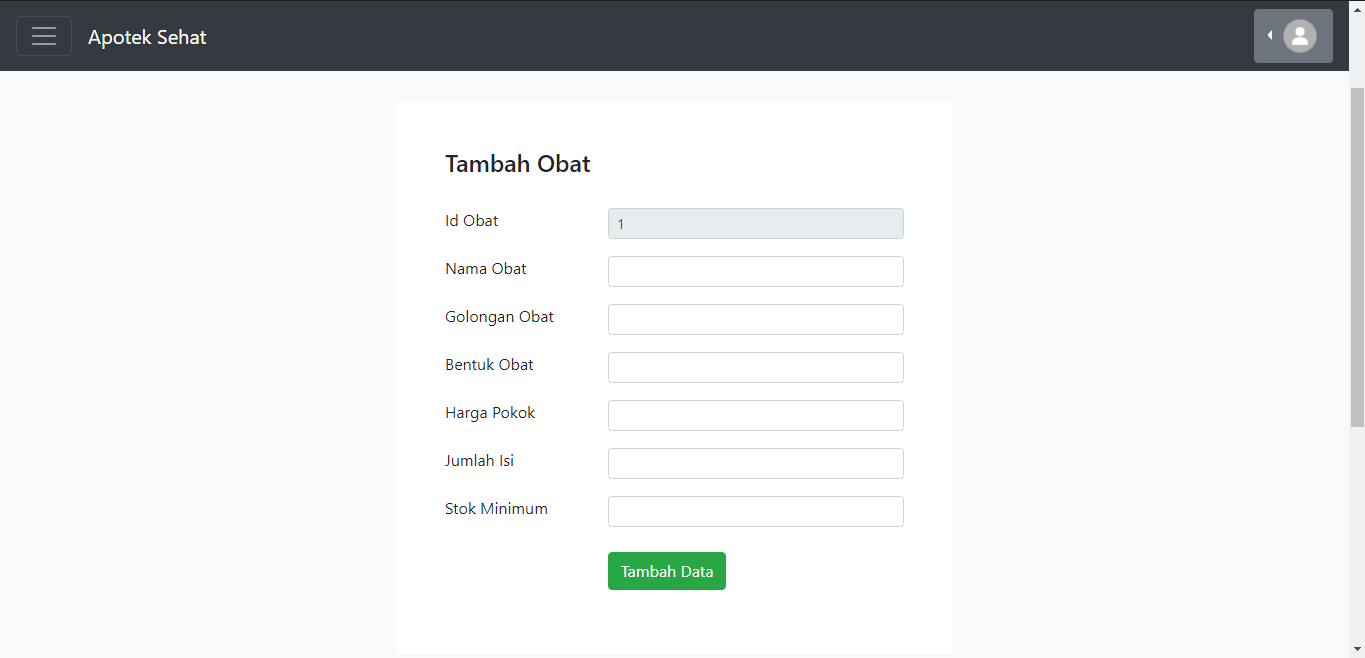 Apotek Sehat
Tambah Obat
Id Obat 1
Nama Obat
Golongan Obat
Bentuk Obat
Harga Pokok
Jumlah Isi
Stok Minimum
Tambah Data